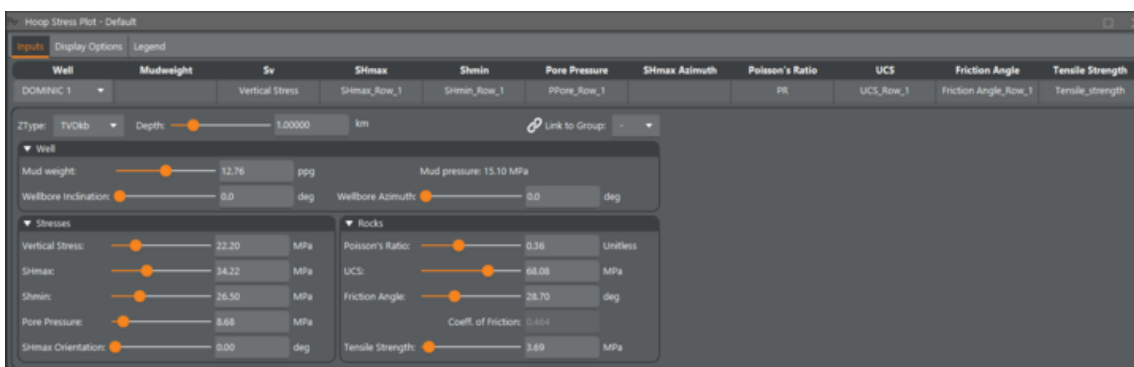 Hoop Stress Plot - Default
Inputs Display Options Legend
Well Mudweight Sv SHmax Shmin Pore Pressure SHmax Azimuth Poisson's Ratio UCS Friction Angle Tensile Strength
DOMINIC 1 Vertical Stress SHmax_Row_1 SHmin_Row_1 PPore_Row_1 PR UCS_Row_1 Friction Angle_Row_1 Tensile_strength
ZType: TVDkb Depth: 1.00000 km Link to Group: -
Well
Mud weight: 12.76 ppg Mud pressure: 15.10 MPa
Wellbore Inclination: 0.0 deg Wellbore Azimuth: 0.0 deg
Stresses Rocks
Vertical Stress: 22.20 MPa Poisson's Ratio: 0.36 Unitless
SHmax: 34.22 MPa UCS: 68.08 MPa
Shmin: 26.50 MPa Friction Angle: 28.70 deg
Pore Pressure: 8.68 MPa Coeff. of Friction: 0.464
SHmax Orientation: 0.00 deg Tensile Strength: 3.69 MPa